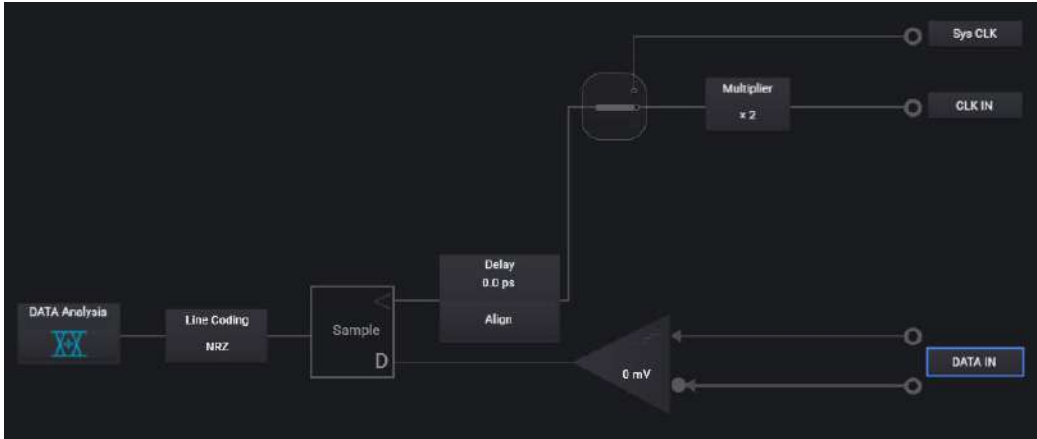 Sys CLK
Multiplier
× 2
CLK IN
Delay
0.0 ps
Align
DATA Analysis
Line Coding
NRZ
Sample
D
0 mV
DATA IN